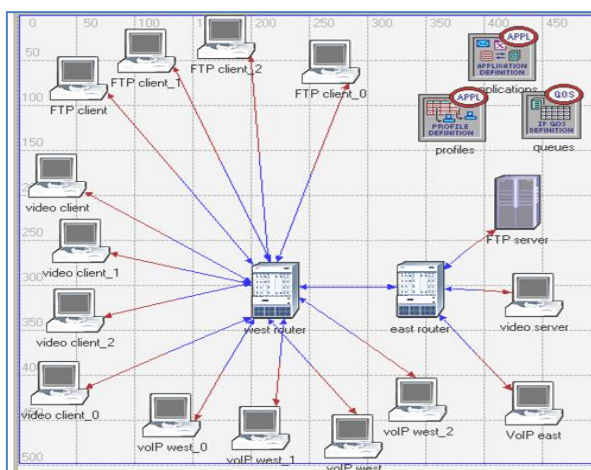 0 50 100 150 200 250 300 350 400 450
FTP client
FTP client_1
FTP client_2
FTP client_0
APPL
APPLICATION
DEFINITION
APPL
PROFILE
DEFINITION
profiles
QOS
IP QOS
DEFINITION
queues
100
150
video client
200
FTP server
250
video client_1
300
west router
east router
video server
video client_2
350
video client_0
400
voIP west_0
voIP west_1
voIP west
voIP west_2
VoIP east
450
500